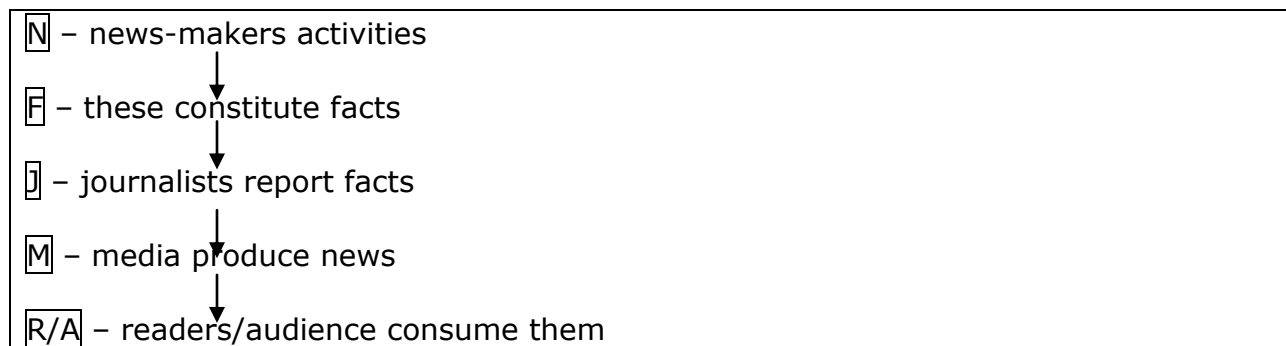 N – news-makers activities
F – these constitute facts
J – journalists report facts
M – media produce news
R/A – readers/audience consume them